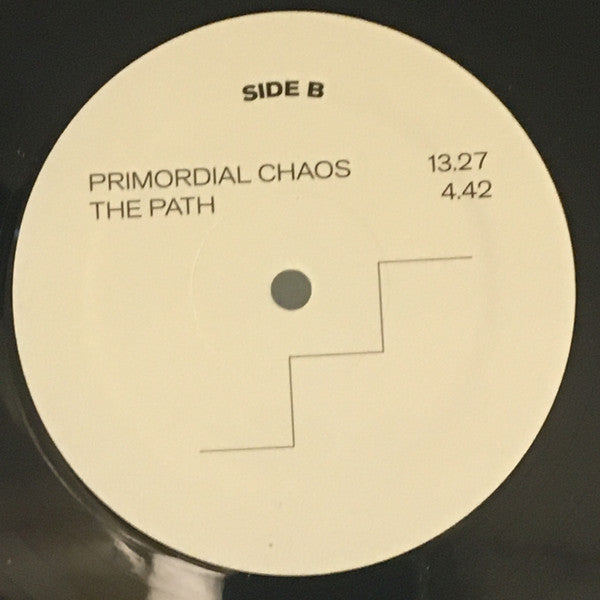 SIDE B
PRIMORDIAL CHAOS 13.27
THE PATH 4.42